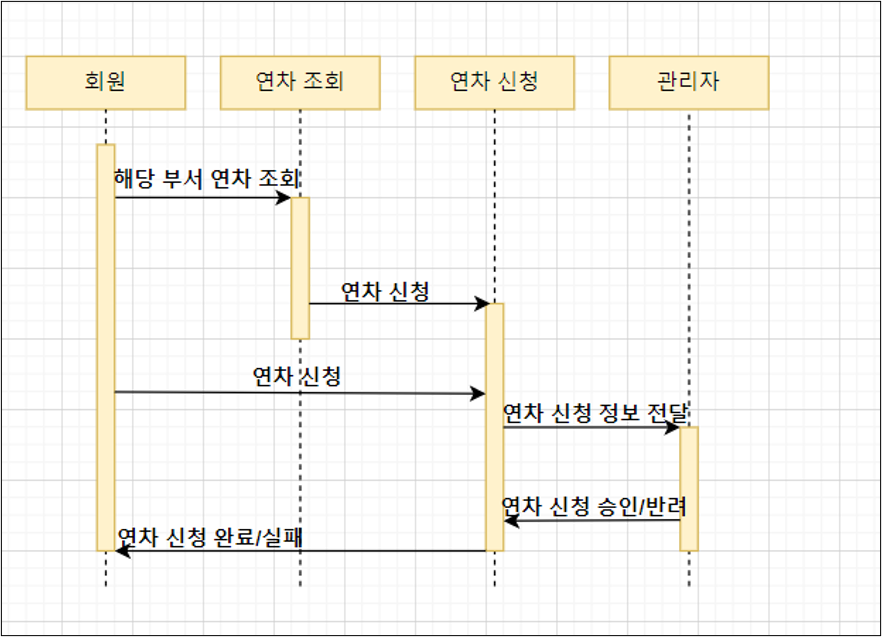 회원
연차 조회
연차 신청
관리자
해당 부서 연차 조회
연차 신청
연차 신청
연차 신청 정보 전달
연차 신청 승인/반려
연차 신청 완료/실패